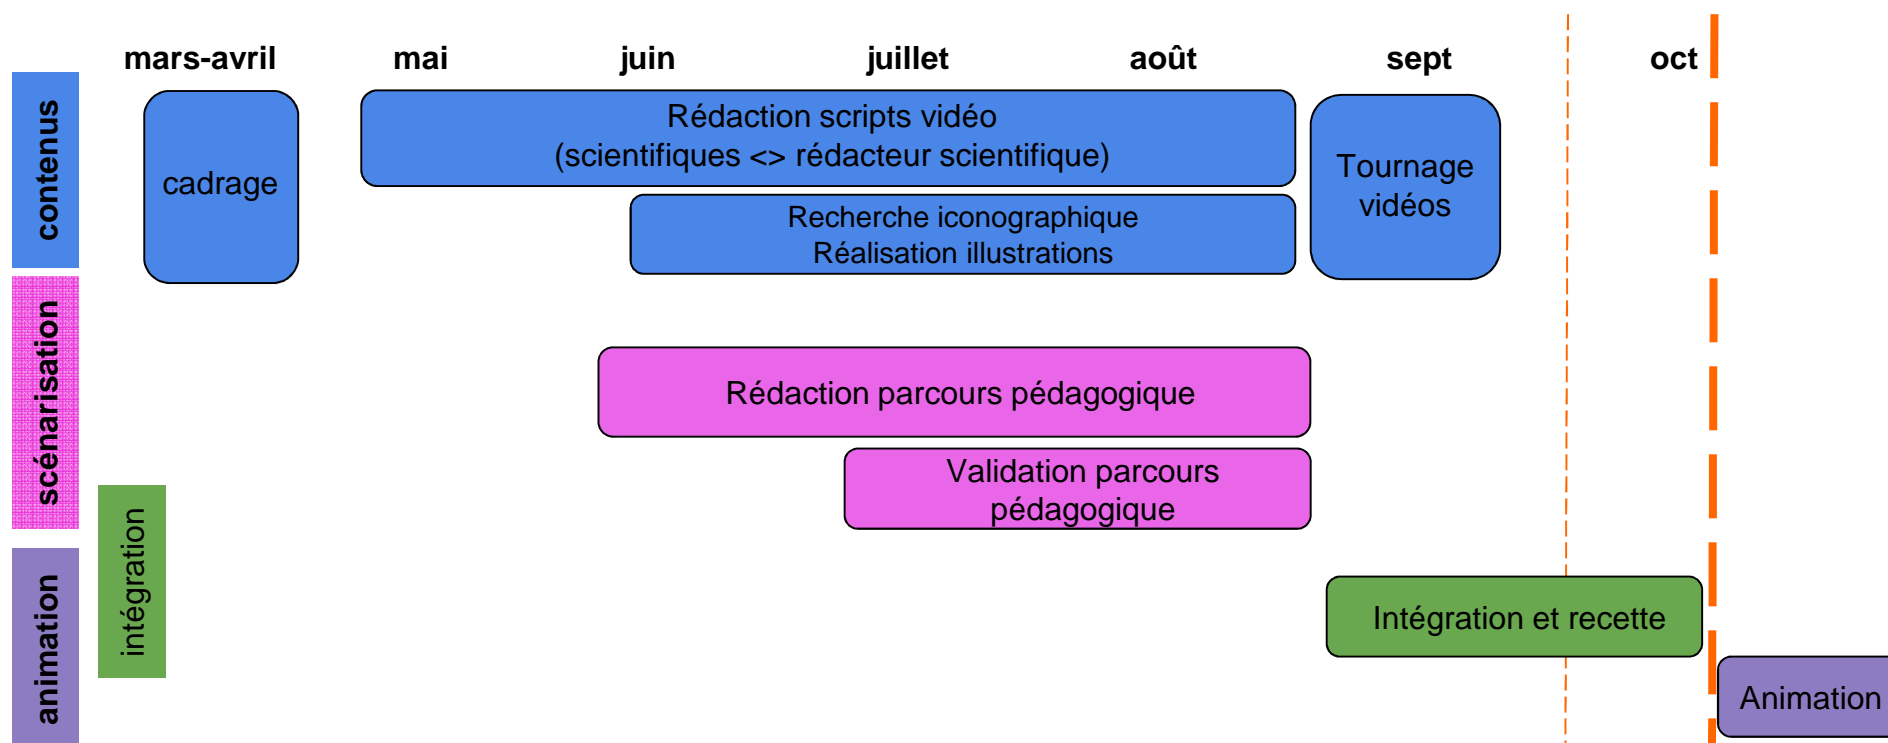 mars-avril mai juin juillet août sept oct
contenus
cadrage
Rédaction scripts vidéo
(scientifiques <> rédacteur scientifique)
Recherche iconographique
Réalisation illustrations
Tournage
vidéos
scénarisation
Rédaction parcours pédagogique
Validation parcours
pédagogique
intégration
Intégration et recette
animation
Animation